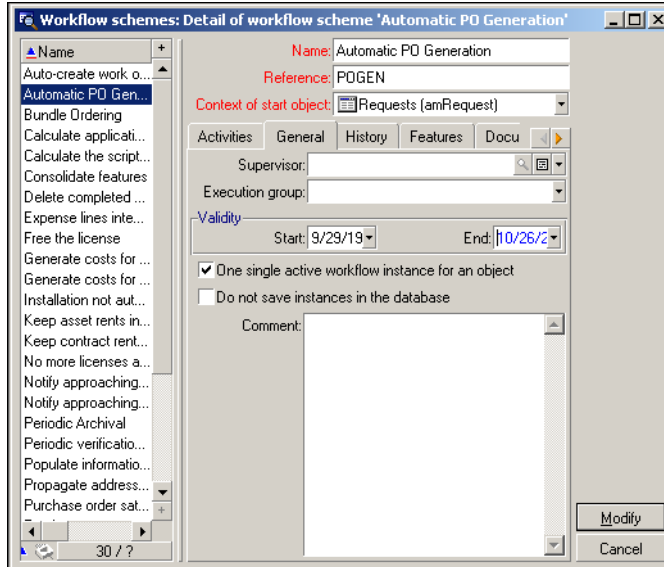 Workflow schemes: Detail of workflow scheme 'Automatic PO Generation'
Name
Auto-create work o...
Automatic PO Gen...
Bundle Ordering
Calculate applicati...
Calculate the script...
Consolidate features
Delete completed ...
Expense lines inte...
Free the license
Generate costs for ...
Generate costs for ...
Installation not aut...
Keep asset rents in...
Keep contract rent...
No more licenses a...
Notify approaching...
Notify approaching...
Periodic Archival
Periodic verificatio...
Populate informatio...
Propagate address...
Purchase order sat...
30 / ?
Name: Automatic PO Generation
Reference: POGEN
Context of start object: Requests (amRequest)
Activities General History Features Docu
Supervisor:
Execution group:
Validity
Start: 9/29/19 End: 10/26/2
One single active workflow instance for an object
Do not save instances in the database
Comment:
Modify
Cancel